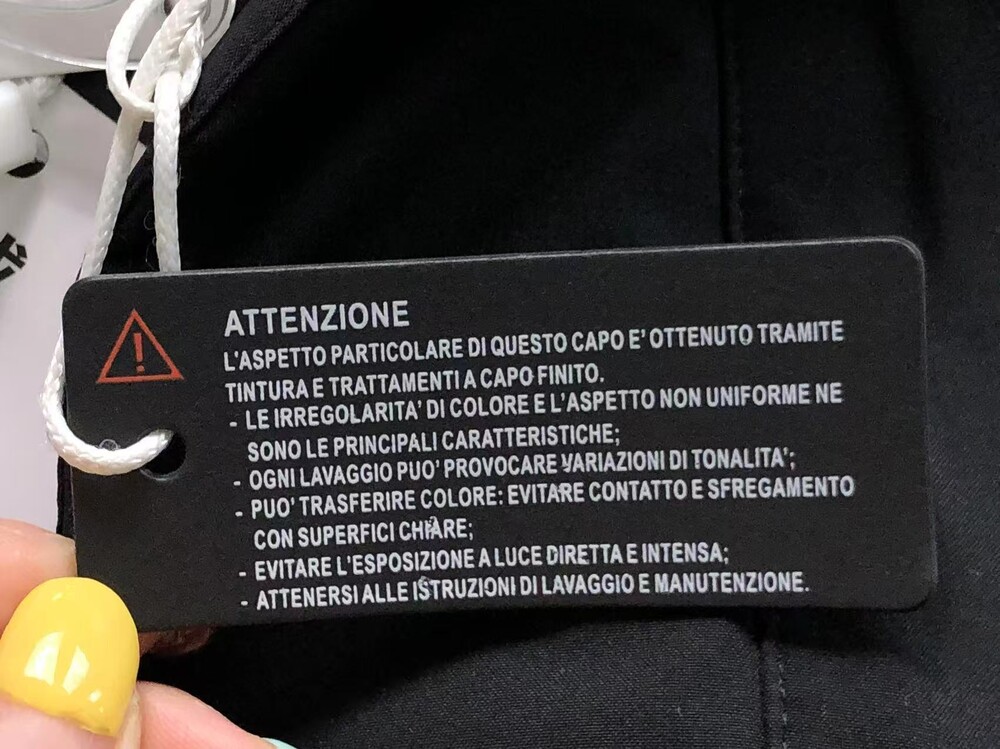 ATTENZIONE
L'ASPETTO PARTICOLARE DI QUESTO CAPO E' OTTENUTO TRAMITE
TINTURA E TRATTAMENTI A CAPO FINITO.
- LE IRREGOLARITA' DI COLORE E L'ASPETTO NON UNIFORME NE
SONO LE PRINCIPALI CARATTERISTICHE;
- OGNI LAVAGGIO PUO' PROVOCARE VARIAZIONI DI TONALITA';
- PUO' TRASFERIRE COLORE: EVITARE CONTATTO E SFREGAMENTO
CON SUPERFICI CHIARE;
- EVITARE L'ESPOSIZIONE A LUCE DIRETTA E INTENSA;
- ATTENERSI ALLE ISTRUZIONI DI LAVAGGIO E MANUTENZIONE.